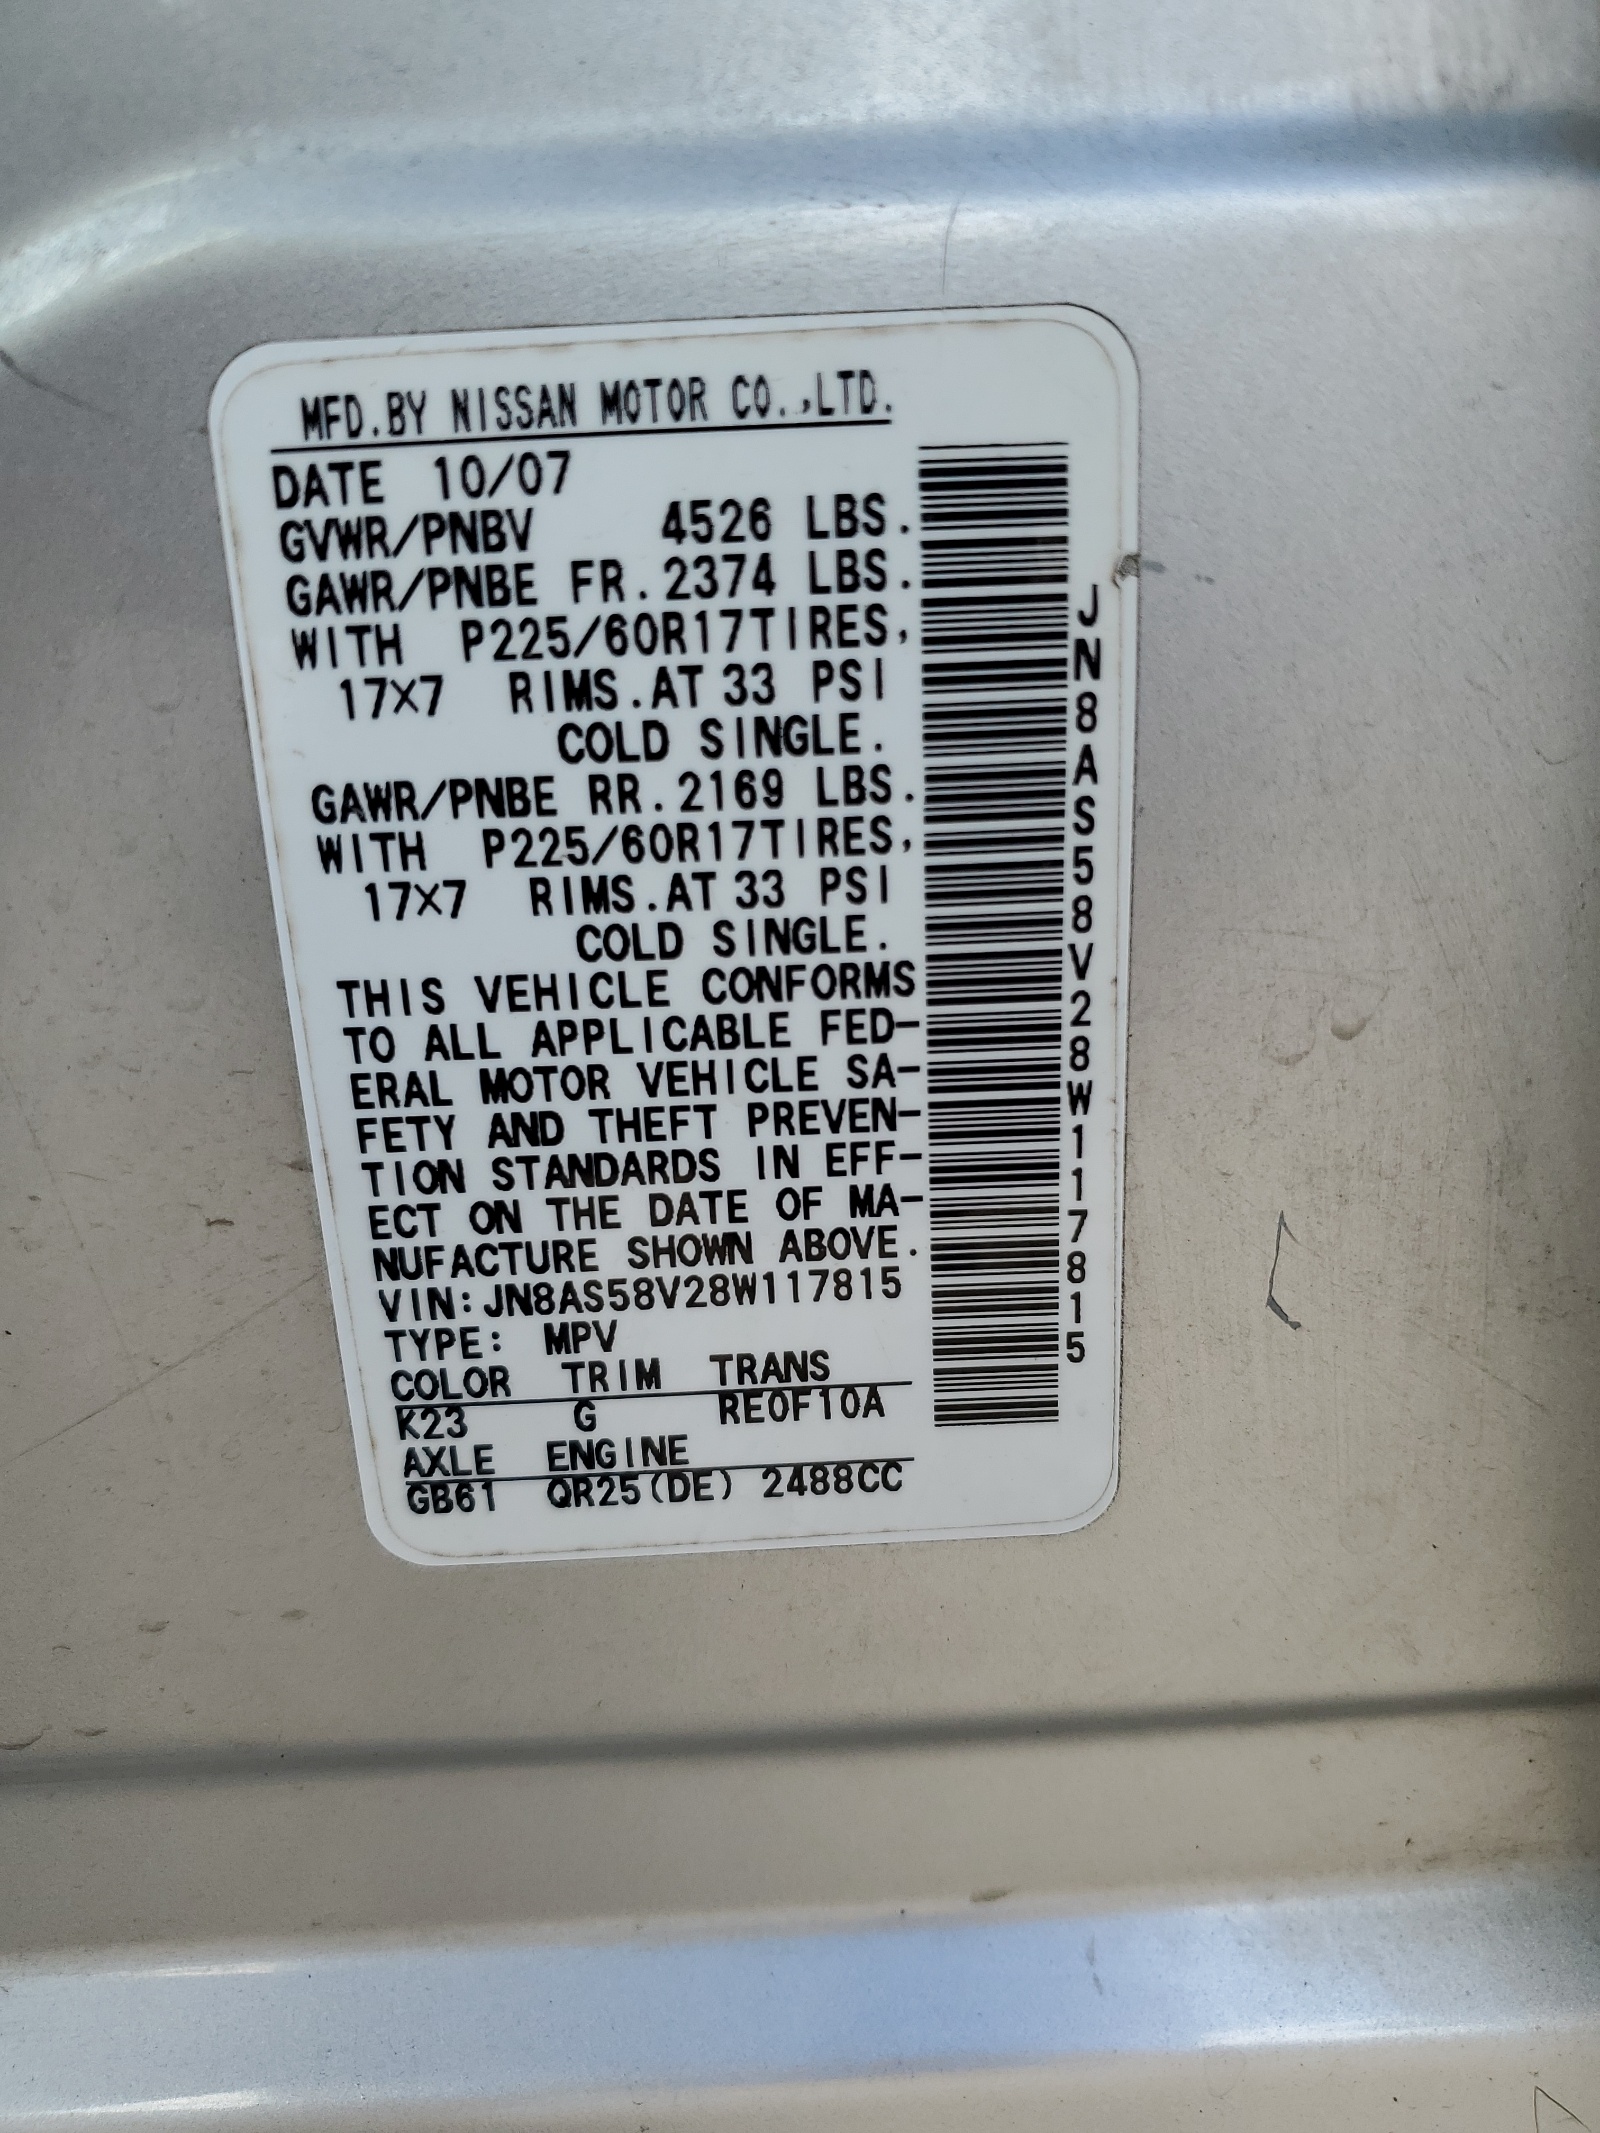 MFD.BY NISSAN MOTOR CO.,LTD.
DATE 10/07
GVWR/PNBV 4526 LBS.
GAWR/PNBE FR.2374 LBS.
WITH P225/60R17TIRES,
17X7 RIMS.AT 33 PSI
COLD SINGLE.
GAWR/PNBE RR.2169 LBS.
WITH P225/60R17TIRES,
17X7 RIMS.AT 33 PSI
COLD SINGLE.
THIS VEHICLE CONFORMS
TO ALL APPLICABLE FED-
ERAL MOTOR VEHICLE SA-
FETY AND THEFT PREVEN-
TION STANDARDS IN EFF-
ECT ON THE DATE OF MA-
NUFACTURE SHOWN ABOVE.
VIN:JN8AS58V28W117815
TYPE: MPV
COLOR TRIM TRANS
K23 G RE0F10A
AXLE ENGINE
GB61 QR25(DE) 2488CC
JN8AS58V28W117815